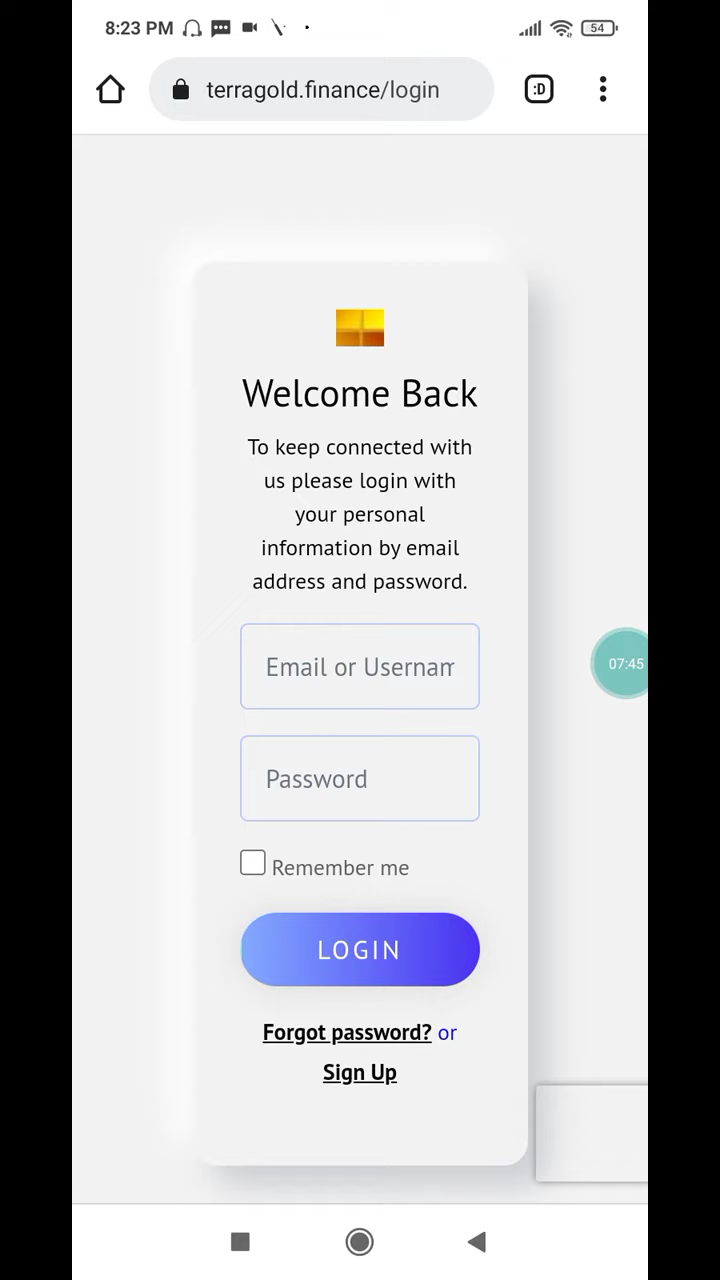 8:23 PM
54
terragold.finance/login
:D
Welcome Back
To keep connected with
us please login with
your personal
information by email
address and password.
Email or Usernam
07:45
Password
Remember me
LOGIN
Forgot password? or
Sign Up